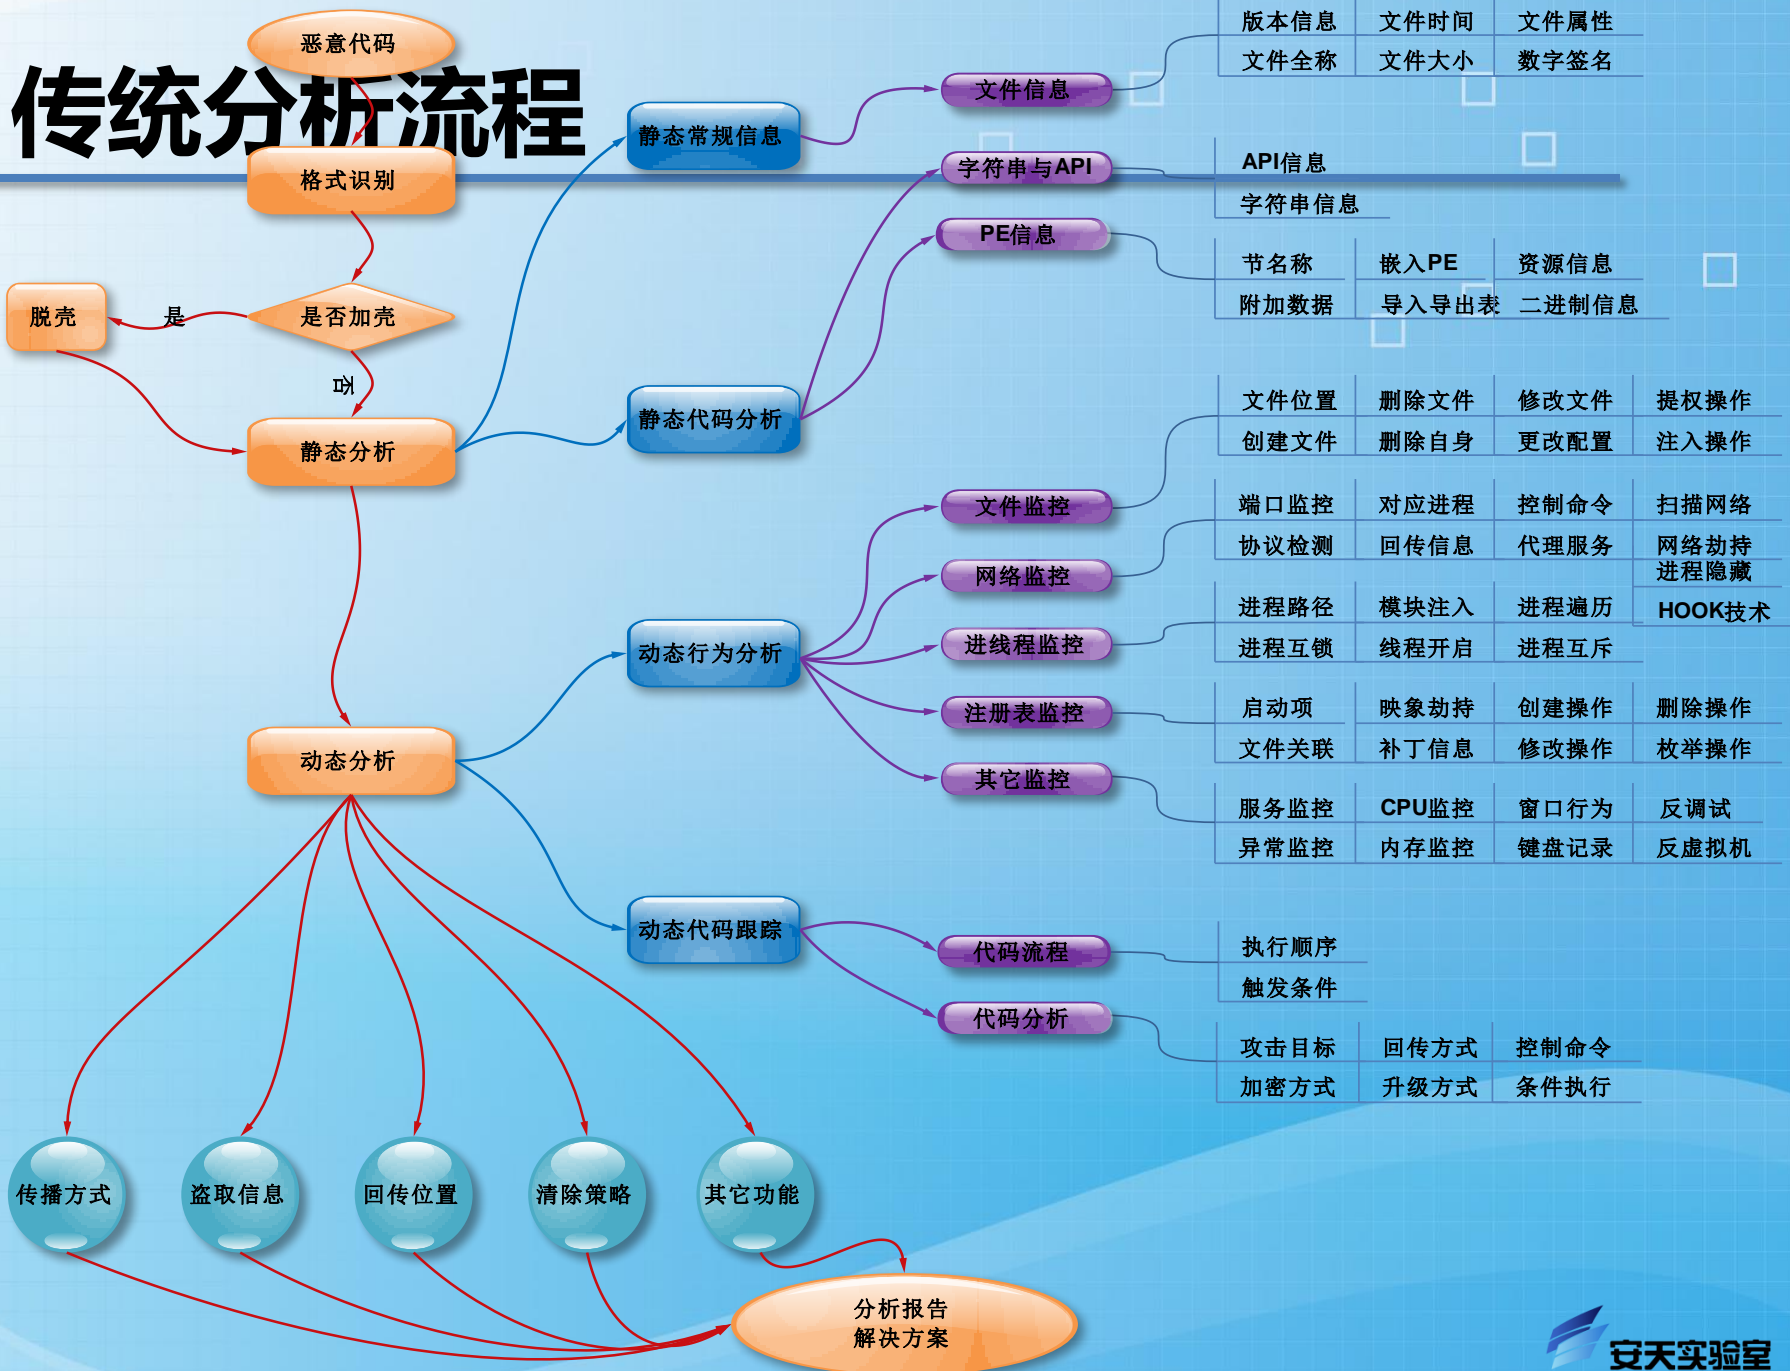 传统分析流程
恶意代码
格式识别
是否加壳
是
脱壳
否
静态分析
动态分析
静态常规信息
静态代码分析
动态行为分析
动态代码跟踪
文件信息
版本信息 文件时间 文件属性
文件全称 文件大小 数字签名
字符串与API
API信息
字符串信息
PE信息
节名称 嵌入PE 资源信息
附加数据 导入导出表 二进制信息
文件监控
文件位置 删除文件 修改文件 提权操作
创建文件 删除自身 更改配置 注入操作
网络监控
端口监控 对应进程 控制命令 扫描网络
协议检测 回传信息 代理服务 网络劫持
进线程监控
进程隐藏
进程路径 模块注入 进程遍历 HOOK技术
进程互锁 线程开启 进程互斥
注册表监控
启动项 映象劫持 创建操作 删除操作
文件关联 补丁信息 修改操作 枚举操作
其它监控
服务监控 CPU监控 窗口行为 反调试
异常监控 内存监控 键盘记录 反虚拟机
代码流程
执行顺序
触发条件
代码分析
攻击目标 回传方式 控制命令
加密方式 升级方式 条件执行
传播方式
盗取信息
回传位置
清除策略
其它功能
分析报告
解决方案
安天实验室